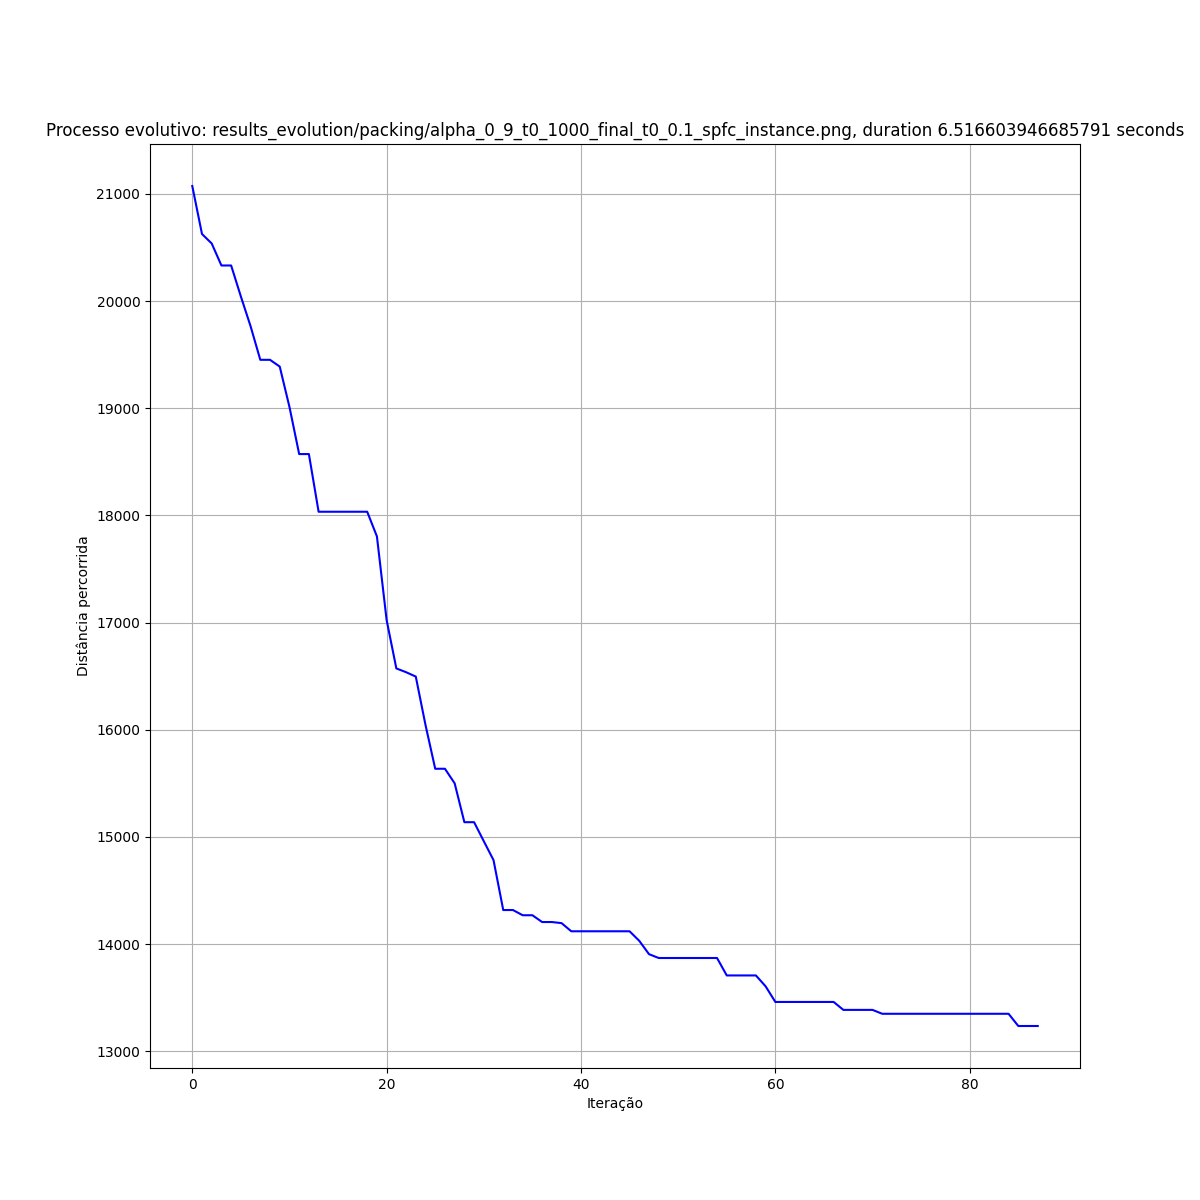 Processo evolutivo: results_evolution/packing/alpha_0_9_t0_1000_final_t0_0.1_spfc_instance.png, duration 6.516603946685791 seconds
21000
20000
19000
18000
17000
16000
15000
14000
13000
Distância percorrida
0 20 40 60 80
Iteração